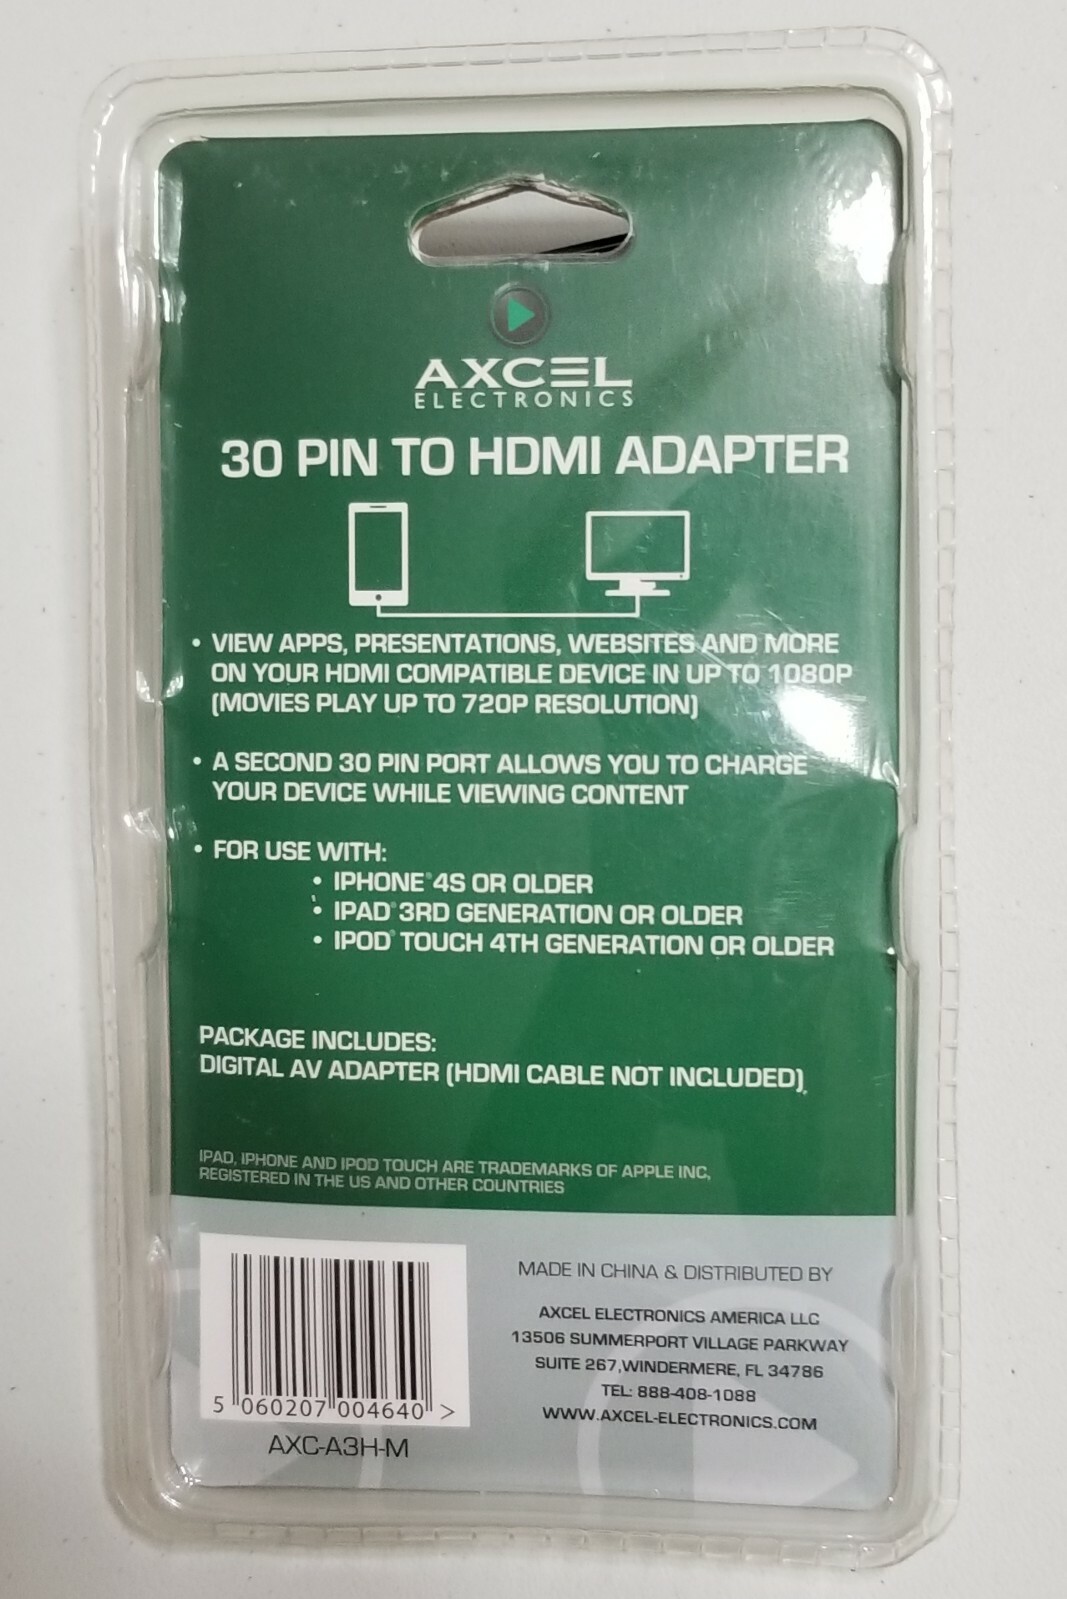 AXCEL
ELECTRONICS
30 PIN TO HDMI ADAPTER
• VIEW APPS, PRESENTATIONS, WEBSITES AND MORE
ON YOUR HDMI COMPATIBLE DEVICE IN UP TO 1080P
(MOVIES PLAY UP TO 720P RESOLUTION)
• A SECOND 30 PIN PORT ALLOWS YOU TO CHARGE
YOUR DEVICE WHILE VIEWING CONTENT
• FOR USE WITH:
• IPHONE® 4S OR OLDER
• IPAD® 3RD GENERATION OR OLDER
• IPOD® TOUCH 4TH GENERATION OR OLDER
PACKAGE INCLUDES:
DIGITAL AV ADAPTER (HDMI CABLE NOT INCLUDED).
IPAD, IPHONE AND IPOD TOUCH ARE TRADEMARKS OF APPLE INC,
REGISTERED IN THE US AND OTHER COUNTRIES
5 060207 004640 >
AXC-A3H-M
MADE IN CHINA & DISTRIBUTED BY
AXCEL ELECTRONICS AMERICA LLC
13506 SUMMERPORT VILLAGE PARKWAY
SUITE 267,WINDERMERE, FL 34786
TEL: 888-408-1088
WWW.AXCEL-ELECTRONICS.COM